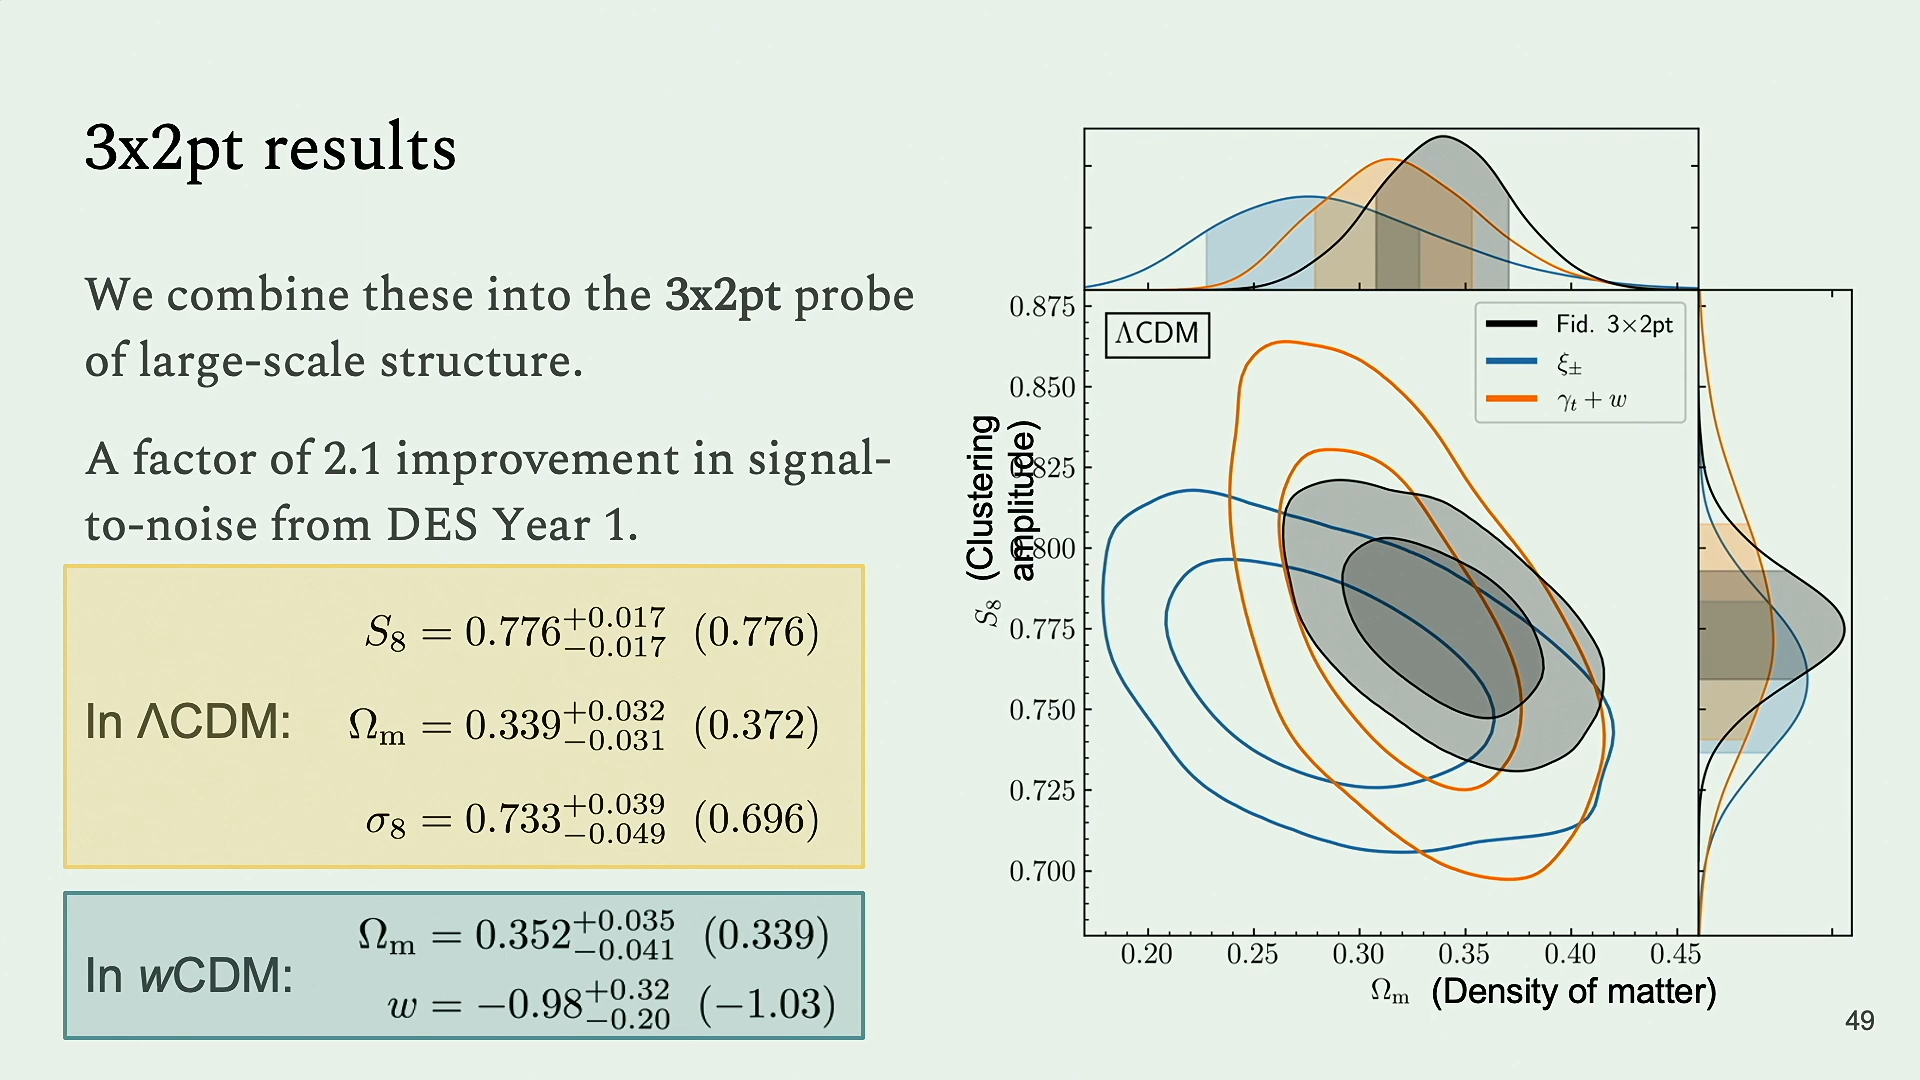 3x2pt results
We combine these into the 3x2pt probe
of large-scale structure.
A factor of 2.1 improvement in signal-
to-noise from DES Year 1.
In ΛCDM:
S₈ = 0.776^{+0.017}_{−0.017} (0.776)
Ωₘ = 0.339^{+0.032}_{−0.031} (0.372)
σ₈ = 0.733^{+0.039}_{−0.049} (0.696)
In wCDM:
Ωₘ = 0.352^{+0.035}_{−0.041} (0.339)
w = −0.98^{+0.32}_{−0.20} (−1.03)
ΛCDM
Fid. 3×2pt
ξ±
γₜ + w
S₈ (Clustering
amplitude)
0.875
0.850
0.825
0.800
0.775
0.750
0.725
0.700
0.20 0.25 0.30 0.35 0.40 0.45
Ωₘ (Density of matter)
49